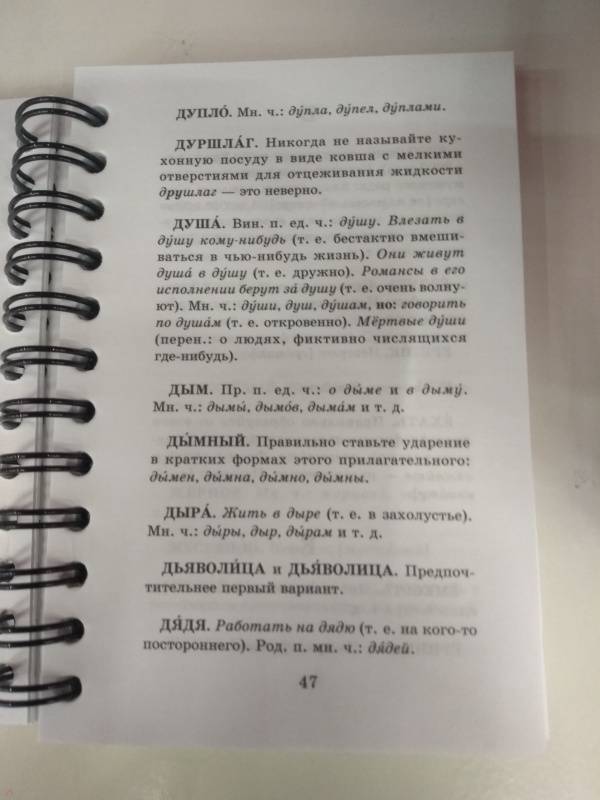 ДУПЛО́. Мн. ч.: ду́пла, ду́пел, ду́плами.
ДУРШЛА́Г. Никогда не называйте ку-
хонную посуду в виде ковша с мелкими
отверстиями для отцеживания жидкости
друшлаг — это неверно.
ДУША́. Вин. п. ед. ч.: ду́шу. Влезать в
ду́шу кому-нибудь (т. е. бестактно вмеши-
ваться в чью-нибудь жизнь). Они живут
душа́ в ду́шу (т. е. дружно). Романсы в его
исполнении берут за́ душу (т. е. очень волну-
ют). Мн. ч.: ду́ши, душ, ду́шам, но: говорить
по душа́м (т. е. откровенно). Мёртвые ду́ши
(перен.: о людях, фиктивно числящихся
где-нибудь).
ДЫМ. Пр. п. ед. ч.: о ды́ме и в дыму́.
Мн. ч.: дымы́, дымо́в, дыма́м и т. д.
ДЫ́МНЫЙ. Правильно ставьте ударение
в кратких формах этого прилагательного:
ды́мен, ды́мна, ды́мно, ды́мны.
ДЫРА́. Жить в дыре (т. е. в захолустье).
Мн. ч.: ды́ры, дыр, ды́рам и т. д.
ДЬЯВОЛИ́ЦА и ДЬЯ́ВОЛИЦА. Предпоч-
тительнее первый вариант.
ДЯ́ДЯ. Работать на дядю (т. е. на кого-то
постороннего). Род. п. мн. ч.: дя́дей.
47